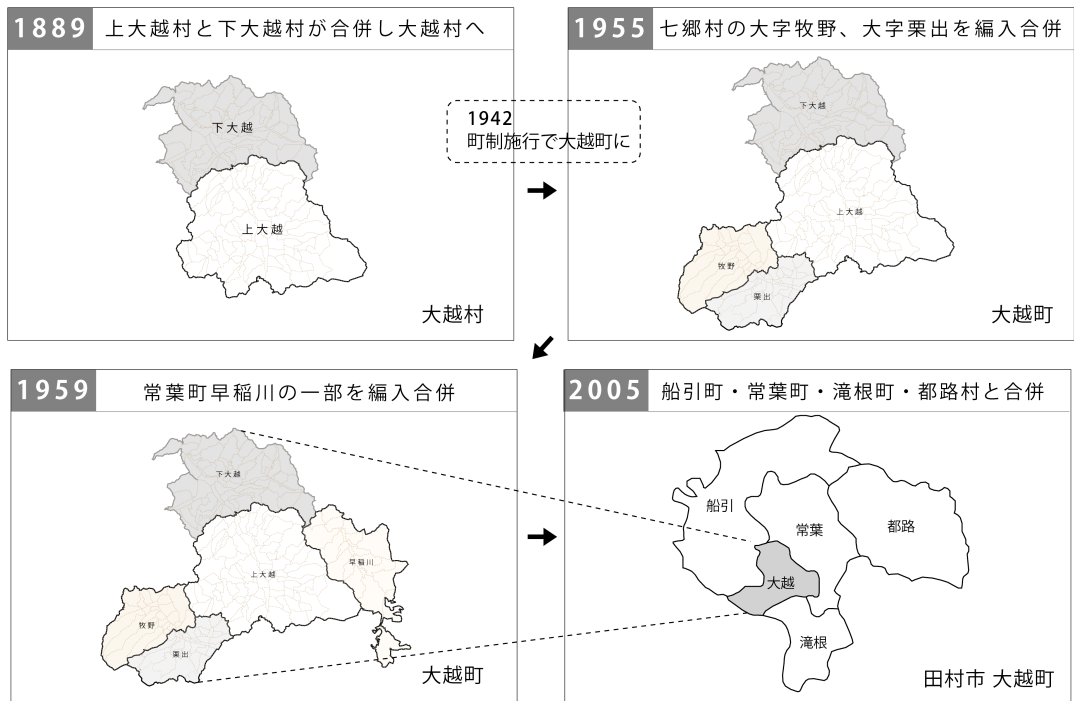 1889 上大越村と下大越村が合併し大越村へ
下大越
上大越
大越村
1942
町制施行で大越町に
1955 七郷村の大字牧野、大字栗出を編入合併
下大越
上大越
牧野
栗出
大越町
1959 常葉町早稲川の一部を編入合併
下大越
早稲川
上大越
牧野
栗出
大越町
2005 船引町・常葉町・滝根町・都路村と合併
船引
常葉
都路
大越
滝根
田村市 大越町